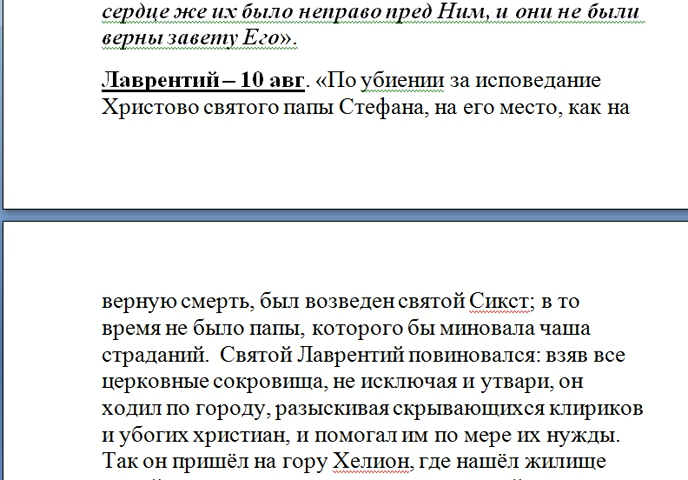 сердце же их было неправо пред Ним, и они не были
верны завету Его».
Лаврентий – 10 авг. «По убиении за исповедание
Христово святого папы Стефана, на его место, как на
верную смерть, был возведен святой Сикст; в то
время не было папы, которого бы миновала чаша
страданий. Святой Лаврентий повиновался: взяв все
церковные сокровища, не исключая и утвари, он
ходил по городу, разыскивая скрывающихся клириков
и убогих христиан, и помогал им по мере их нужды.
Так он пришёл на гору Хелион, где нашёл жилище